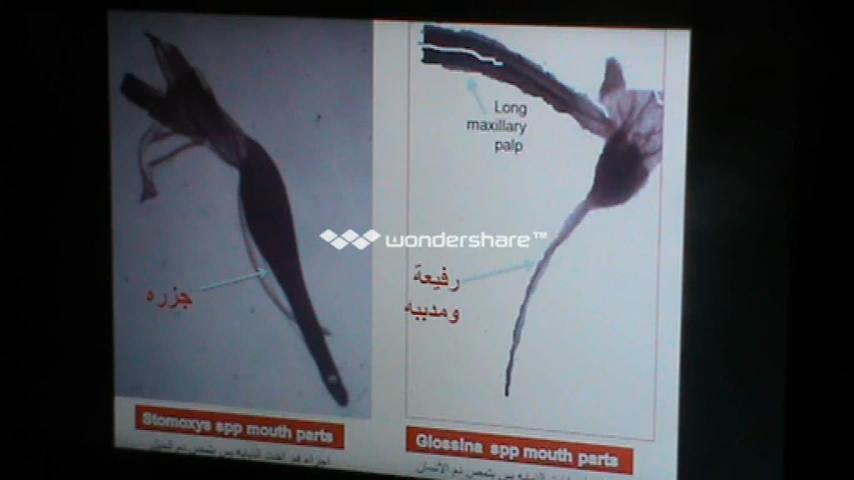 Long
maxillary
palp
wondershare™
جزره
رفيعة
ومدببه
Stomoxys spp mouth parts
Glossina spp mouth parts